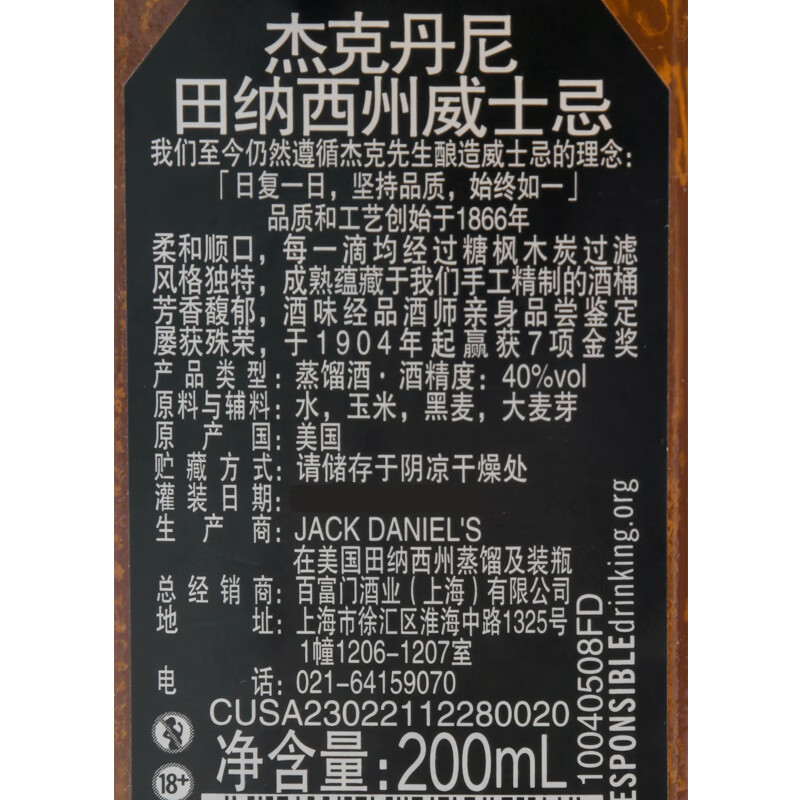 杰克丹尼
田纳西州威士忌
我们至今仍然遵循杰克先生酿造威士忌的理念：
「日复一日，坚持品质，始终如一」
品质和工艺创始于1866年
柔和顺口，每一滴均经过糖枫木炭过滤
风格独特，成熟蕴藏于我们手工精制的酒桶
芳香馥郁，酒味经品酒师亲身品尝鉴定
屡获殊荣，于1904年起赢获7项金奖
产品类型：蒸馏酒·酒精度：40%vol
原料与辅料：水，玉米，黑麦，大麦芽
原产国：美国
贮藏方式：请储存于阴凉干燥处
灌装日期：
生产商：JACK DANIEL'S
在美国田纳西州蒸馏及装瓶
总经销商：百富门酒业（上海）有限公司
地址：上海市徐汇区淮海中路1325号
1幢1206-1207室
电话：021-64159070
CUSA23022112280020
净含量：200mL
18+
10040508FD
ESPONSIBLEdrinking.org